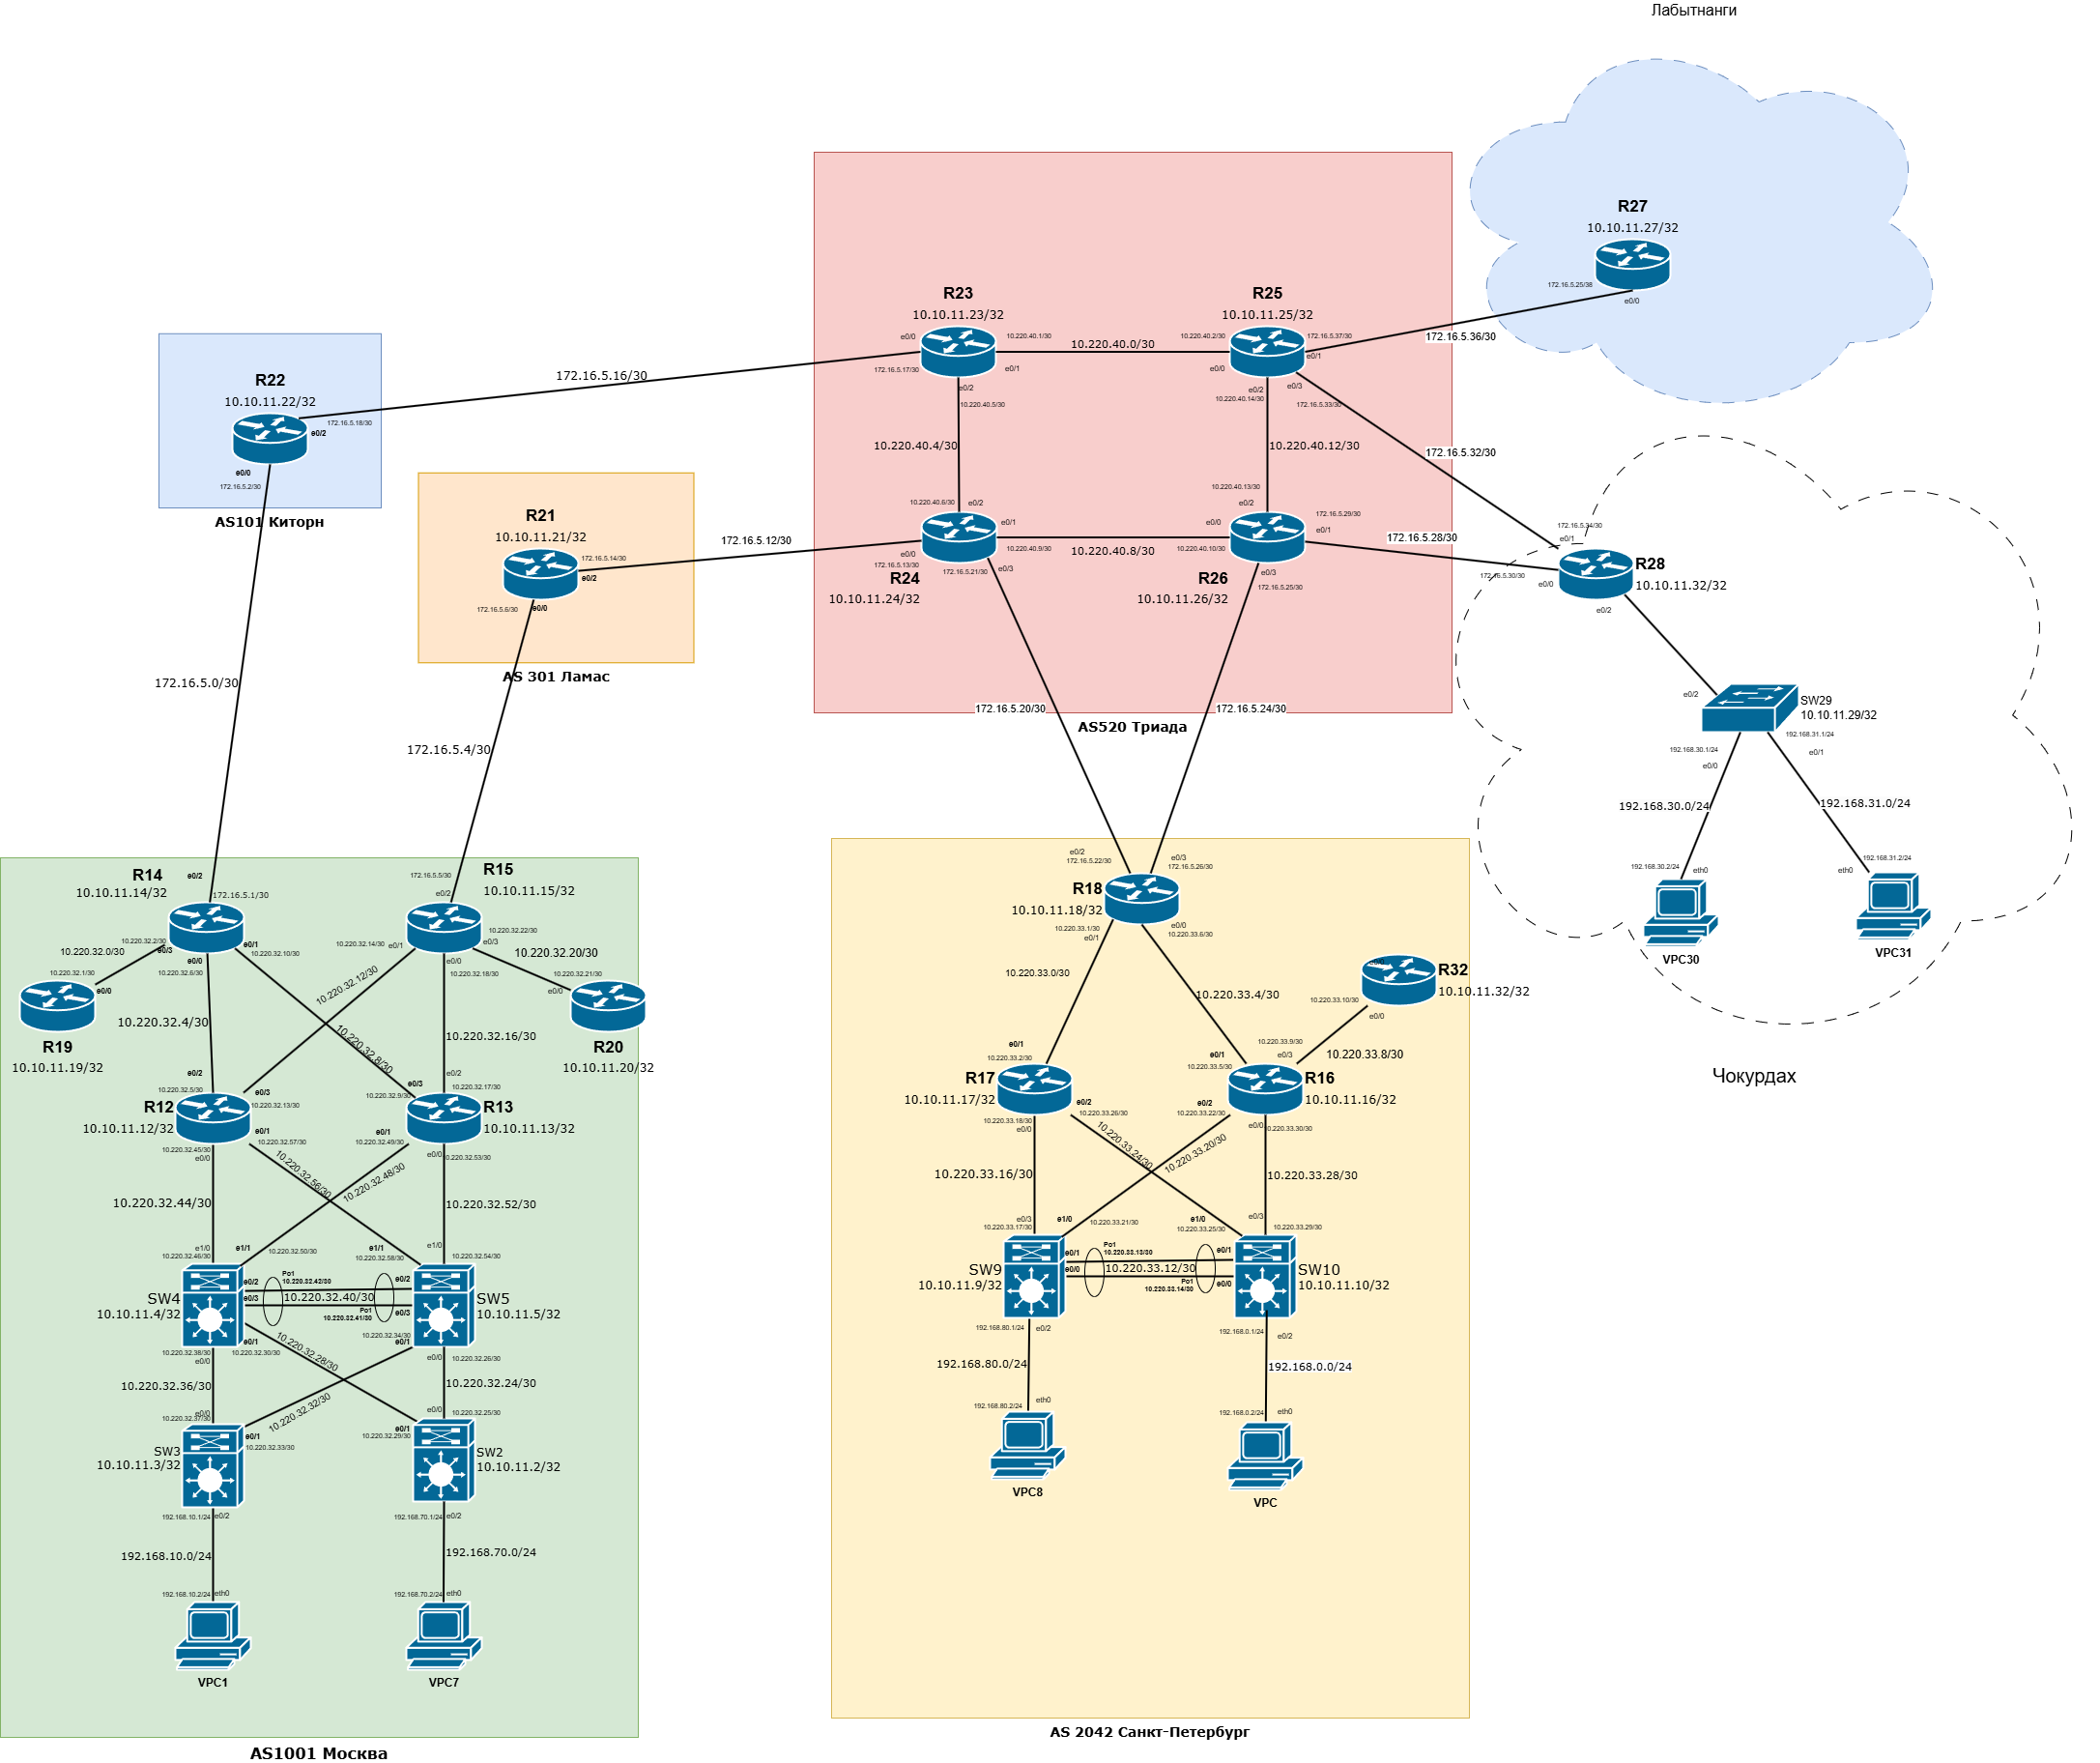 Лабытнанги
R27
10.10.11.27/32
172.16.5.25/38
e0/0
172.16.5.36/30
R23
10.10.11.23/32
e0/0
10.220.40.1/30
172.16.5.17/30
e0/1
e0/2
10.220.40.5/30
10.220.40.0/30
R25
10.10.11.25/32
10.220.40.2/30
172.16.5.37/30
e0/1
e0/0
e0/2
10.220.40.14/30
e0/3
172.16.5.33/30
10.220.40.4/30
10.220.40.12/30
172.16.5.32/30
10.220.40.6/30
e0/2
e0/1
e0/0
10.220.40.9/30
172.16.5.13/30
172.16.5.21/30
e0/3
R24
10.10.11.24/32
10.220.40.8/30
10.220.40.13/30
e0/2
e0/0
172.16.5.29/30
e0/1
10.220.40.10/30
e0/3
172.16.5.25/30
R26
10.10.11.26/32
172.16.5.28/30
172.16.5.20/30
172.16.5.24/30
AS520 Триада
R22
10.10.11.22/32
172.16.5.18/30
e0/2
e0/0
172.16.5.2/30
AS101 Киторн
172.16.5.16/30
R21
10.10.11.21/32
172.16.5.14/30
e0/2
172.16.5.6/30
e0/0
AS 301 Ламас
172.16.5.12/30
172.16.5.0/30
172.16.5.4/30
172.16.5.34/30
e0/1
172.16.5.30/30
e0/0
R28
10.10.11.32/32
e0/2
e0/2
SW29
10.10.11.29/32
192.168.31.1/24
e0/1
192.168.30.1/24
e0/0
192.168.30.0/24
192.168.31.0/24
192.168.30.2/24
eth0
192.168.31.2/24
eth0
VPC30
VPC31
Чокурдах
R14
10.10.11.14/32
e0/2
172.16.5.1/30
10.220.32.2/30
e0/3
e0/1
10.220.32.10/30
e0/0
10.220.32.6/30
R15
10.10.11.15/32
172.16.5.5/30
e0/2
10.220.32.14/30
e0/1
10.220.32.22/30
e0/3
e0/0
10.220.32.18/30
10.220.32.0/30
10.220.32.1/30
e0/0
R19
10.10.11.19/32
10.220.32.20/30
10.220.32.21/30
e0/0
R20
10.10.11.20/32
10.220.32.4/30
10.220.32.12/30
10.220.32.8/30
10.220.32.16/30
e0/2
10.220.32.5/30
e0/3
10.220.32.13/30
R12
10.10.11.12/32
e0/1
10.220.32.57/30
10.220.32.45/30
e0/0
e0/2
e0/3
10.220.32.17/30
10.220.32.9/30
R13
10.10.11.13/32
e0/1
10.220.32.49/30
e0/0
10.220.32.53/30
10.220.32.44/30
10.220.32.56/30
10.220.32.48/30
10.220.32.52/30
e1/0
10.220.32.46/30
e1/1
10.220.32.50/30
e1/1
10.220.32.58/30
e1/0
10.220.32.54/30
SW4
10.10.11.4/32
e0/2
e0/3
Po1
10.220.32.42/30
10.220.32.40/30
Po1
10.220.32.41/30
e0/2
e0/3
SW5
10.10.11.5/32
e0/1
10.220.32.38/30
e0/0
10.220.32.30/30
10.220.32.34/30
e0/1
e0/0
10.220.32.26/30
10.220.32.36/30
10.220.32.28/30
10.220.32.32/30
10.220.32.24/30
e0/0
10.220.32.37/30
e0/1
10.220.32.33/30
SW3
10.10.11.3/32
e0/0
10.220.32.25/30
e0/1
10.220.32.29/30
SW2
10.10.11.2/32
192.168.10.1/24
e0/2
192.168.70.1/24
e0/2
192.168.10.0/24
192.168.70.0/24
192.168.10.2/24
eth0
192.168.70.2/24
eth0
VPC1
VPC7
AS1001 Москва
e0/2
172.16.5.22/30
e0/3
172.16.5.26/30
R18
10.10.11.18/32
10.220.33.1/30
e0/1
e0/0
10.220.33.6/30
10.220.33.0/30
10.220.33.4/30
e0/0
R32
10.10.11.32/32
10.220.33.10/30
e0/0
10.220.33.8/30
e0/1
10.220.33.2/30
R17
10.10.11.17/32
e0/2
10.220.33.26/30
10.220.33.18/30
e0/0
10.220.33.9/30
e0/3
e0/1
10.220.33.5/30
R16
10.10.11.16/32
e0/2
10.220.33.22/30
e0/0
10.220.33.30/30
10.220.33.16/30
10.220.33.24/30
10.220.33.20/30
10.220.33.28/30
e0/3
10.220.33.17/30
e1/0
10.220.33.21/30
e1/0
10.220.33.25/30
e0/3
10.220.33.29/30
SW9
10.10.11.9/32
e0/1
e0/0
Po1
10.220.33.13/30
10.220.33.12/30
Po1
10.220.33.14/30
e0/1
e0/0
SW10
10.10.11.10/32
192.168.80.1/24
e0/2
192.168.0.1/24
e0/2
192.168.80.0/24
192.168.0.0/24
192.168.80.2/24
eth0
192.168.0.2/24
eth0
VPC8
VPC
AS 2042 Санкт-Петербург